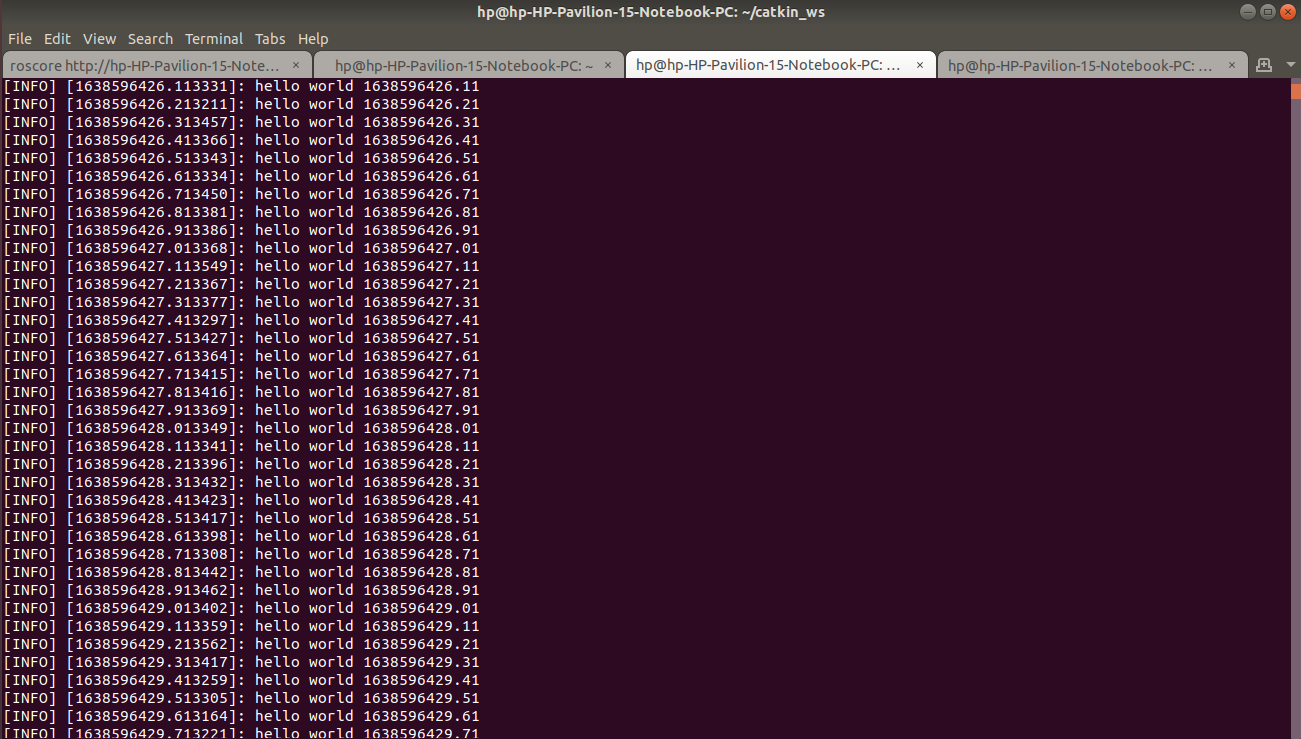 hp@hp-HP-Pavilion-15-Notebook-PC: ~/catkin_ws
File Edit View Search Terminal Tabs Help
roscore http://hp-HP-Pavilion-15-Note... × hp@hp-HP-Pavilion-15-Notebook-PC: ~ × hp@hp-HP-Pavilion-15-Notebook-PC: ... × hp@hp-HP-Pavilion-15-Notebook-PC: ... ×
[INFO] [1638596426.113331]: hello world 1638596426.11
[INFO] [1638596426.213211]: hello world 1638596426.21
[INFO] [1638596426.313457]: hello world 1638596426.31
[INFO] [1638596426.413366]: hello world 1638596426.41
[INFO] [1638596426.513343]: hello world 1638596426.51
[INFO] [1638596426.613334]: hello world 1638596426.61
[INFO] [1638596426.713450]: hello world 1638596426.71
[INFO] [1638596426.813381]: hello world 1638596426.81
[INFO] [1638596426.913386]: hello world 1638596426.91
[INFO] [1638596427.013368]: hello world 1638596427.01
[INFO] [1638596427.113549]: hello world 1638596427.11
[INFO] [1638596427.213367]: hello world 1638596427.21
[INFO] [1638596427.313377]: hello world 1638596427.31
[INFO] [1638596427.413297]: hello world 1638596427.41
[INFO] [1638596427.513427]: hello world 1638596427.51
[INFO] [1638596427.613364]: hello world 1638596427.61
[INFO] [1638596427.713415]: hello world 1638596427.71
[INFO] [1638596427.813416]: hello world 1638596427.81
[INFO] [1638596427.913369]: hello world 1638596427.91
[INFO] [1638596428.013349]: hello world 1638596428.01
[INFO] [1638596428.113341]: hello world 1638596428.11
[INFO] [1638596428.213396]: hello world 1638596428.21
[INFO] [1638596428.313432]: hello world 1638596428.31
[INFO] [1638596428.413423]: hello world 1638596428.41
[INFO] [1638596428.513417]: hello world 1638596428.51
[INFO] [1638596428.613398]: hello world 1638596428.61
[INFO] [1638596428.713308]: hello world 1638596428.71
[INFO] [1638596428.813442]: hello world 1638596428.81
[INFO] [1638596428.913462]: hello world 1638596428.91
[INFO] [1638596429.013402]: hello world 1638596429.01
[INFO] [1638596429.113359]: hello world 1638596429.11
[INFO] [1638596429.213562]: hello world 1638596429.21
[INFO] [1638596429.313417]: hello world 1638596429.31
[INFO] [1638596429.413259]: hello world 1638596429.41
[INFO] [1638596429.513305]: hello world 1638596429.51
[INFO] [1638596429.613164]: hello world 1638596429.61
[INFO] [1638596429.713221]: hello world 1638596429.71